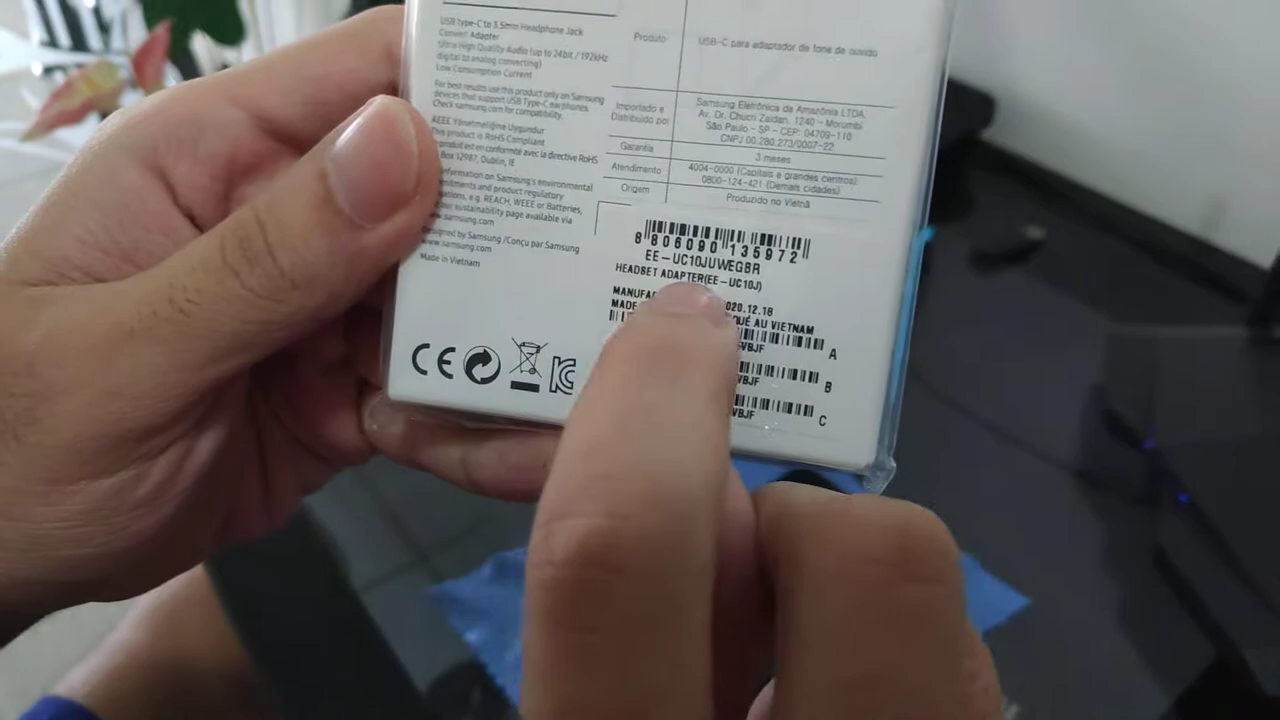 USB Type-C to 3.5mm Headphone Jack
Convert Adapter
Ultra High Quality Audio (up to 24bit / 192kHz
digital to analog converting)
Low Consumption Current
For best results use this product only on Samsung
devices that support USB Type-C earphones.
Check samsung.com for compatibility.
AEEE Yönetmeliğine Uygundur
This product is RoHS Compliant
produit en conformité avec la directive RoHS
Box 12987, Dublin, IE
information on Samsung's environmental
and product regulatory
e.g. REACH, WEEE or Batteries,
sustainability page available via
samsung.com
Designed by Samsung /Conçu par Samsung
www.samsung.com
Made in Vietnam
Produto
USB-C para adaptador de fone de ouvido
Importado e
Distribuído por
Samsung Eletrônica da Amazônia LTDA.
Av. Dr. Chucri Zaidan, 1240 - Morumbi
São Paulo - SP - CEP: 04709-110
CNPJ 00.280.273/0007-22
Garantia
3 meses
Atendimento
4004-0000 (Capitais e grandes centros)
0800-124-421 (Demais cidades)
Origem
Produzido no Vietnã
8 806090 135972
EE-UC10JUWEGBR
HEADSET ADAPTER(EE-UC10J)
MANUFAC 020.12.18
MADE QUÉ AU VIETNAM
A
VBJF
B
VBJF
C
VBJF
CE